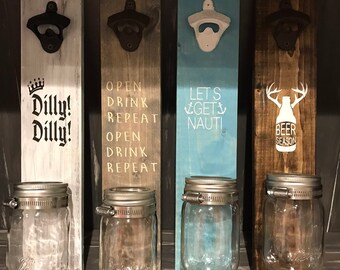 Dilly!
Dilly!
OPEN
DRINK
REPEAT
OPEN
DRINK
REPEAT
LET'S
GET
NAUTI
BEER
SEASON